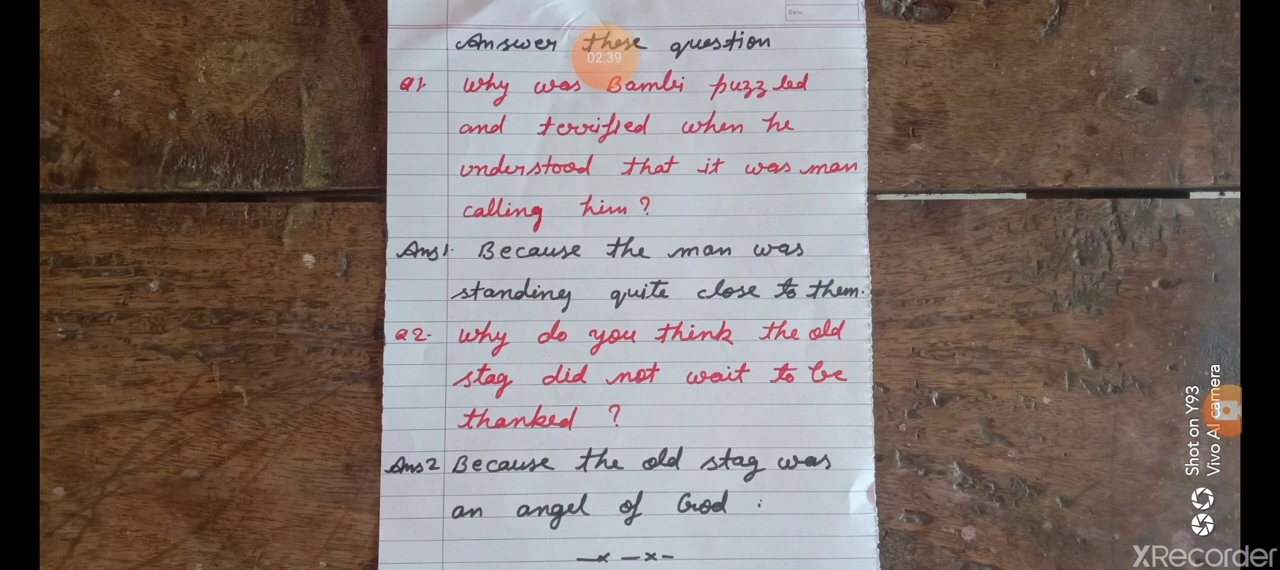 Date:
Answer these question
02:39
Q1. Why was Bambi puzzled
and terrified when he
understood that it was man
calling him?
Ans1. Because the man was
standing quite close to them.
Q2- Why do you think the old
stag did not wait to be
thanked ?
Ans2 Because the old stag was
an angel of God :
Shot on Y93
Vivo AI camera
XRecorder